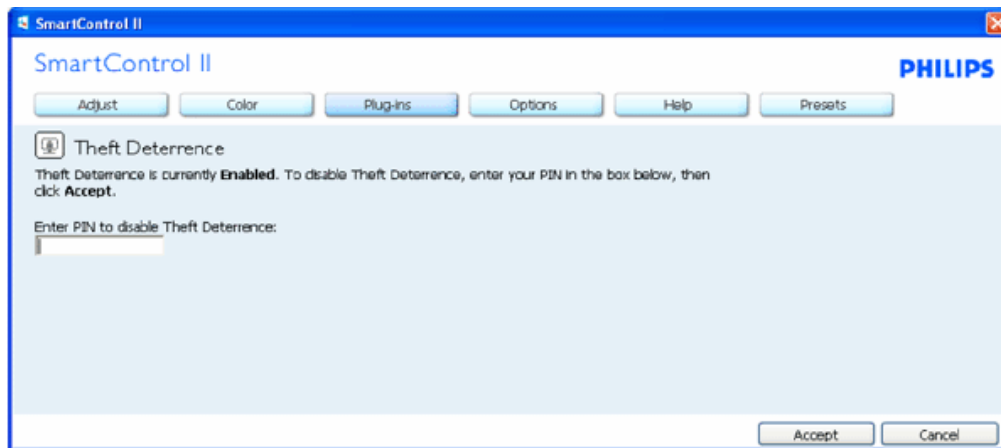 SmartControl II
SmartControl II
PHILIPS
Adjust Color Plug-ins Options Help Presets
Theft Deterrence
Theft Deterrence is currently Enabled. To disable Theft Deterrence, enter your PIN in the box below, then
click Accept.
Enter PIN to disable Theft Deterrence:
Accept Cancel